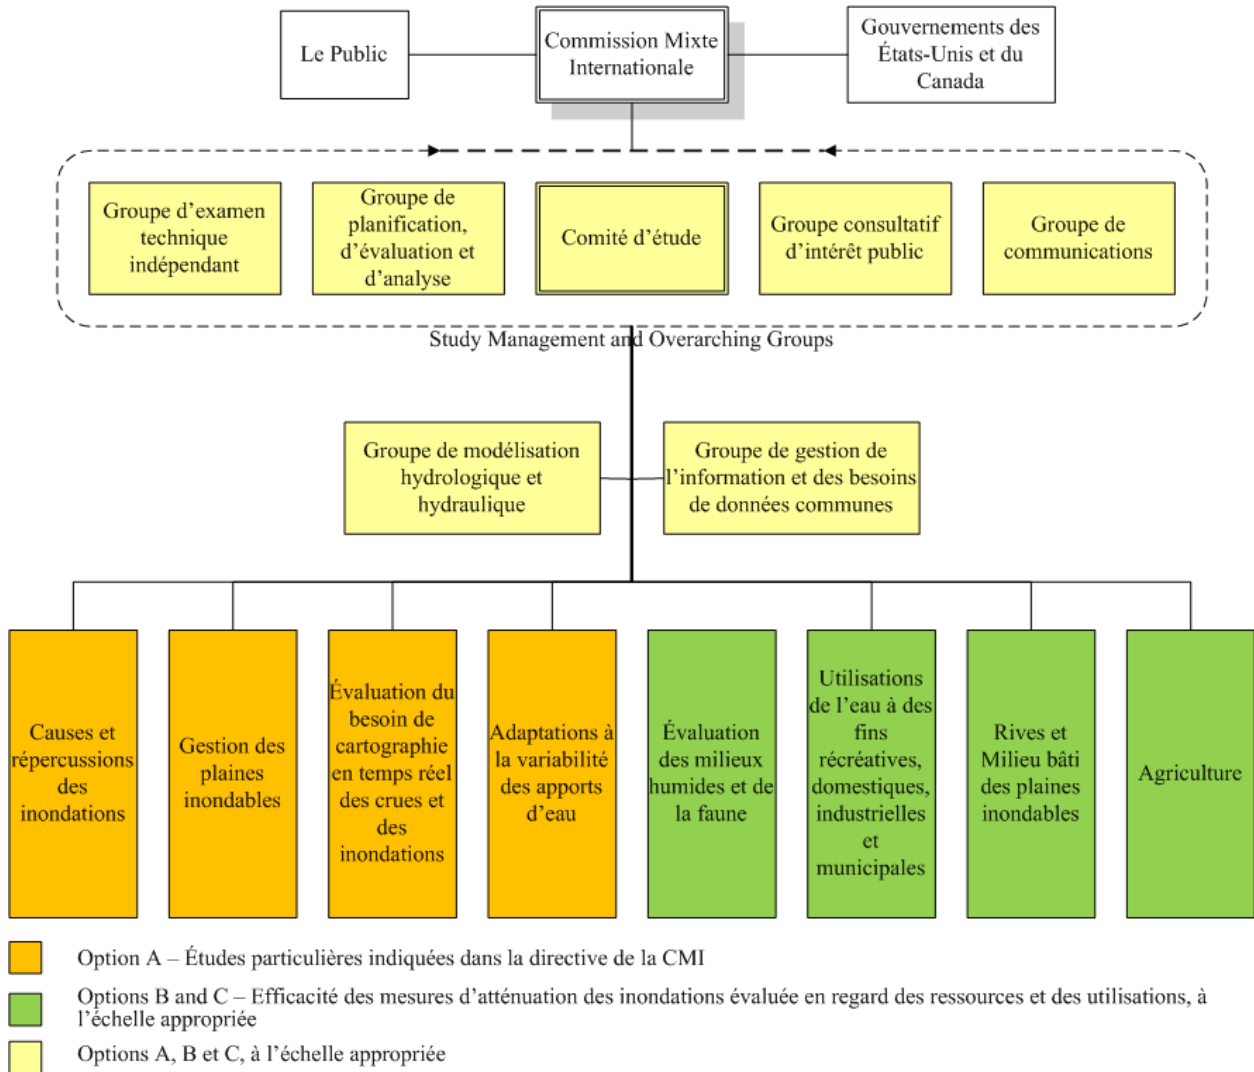 Le Public
Commission Mixte
Internationale
Gouvernements des
États-Unis et du
Canada
Groupe d’examen
technique
indépendant
Groupe de
planification,
d’évaluation et
d’analyse
Comité d’étude
Groupe consultatif
d’intérêt public
Groupe de
communications
Study Management and Overarching Groups
Groupe de modélisation
hydrologique et
hydraulique
Groupe de gestion de
l’information et des besoins
de données communes
Causes et
répercussions
des
inondations
Gestion des
plaines
inondables
Évaluation du
besoin de
cartographie
en temps réel
des crues et
des
inondations
Adaptations à
la variabilité
des apports
d’eau
Évaluation
des milieux
humides et de
la faune
Utilisations
de l’eau à des
fins
récréatives,
domestiques,
industrielles
et
municipales
Rives et
Milieu bâti
des plaines
inondables
Agriculture
Option A – Études particulières indiquées dans la directive de la CMI
Options B and C – Efficacité des mesures d’atténuation des inondations évaluée en regard des ressources et des utilisations, à
l’échelle appropriée
Options A, B et C, à l’échelle appropriée